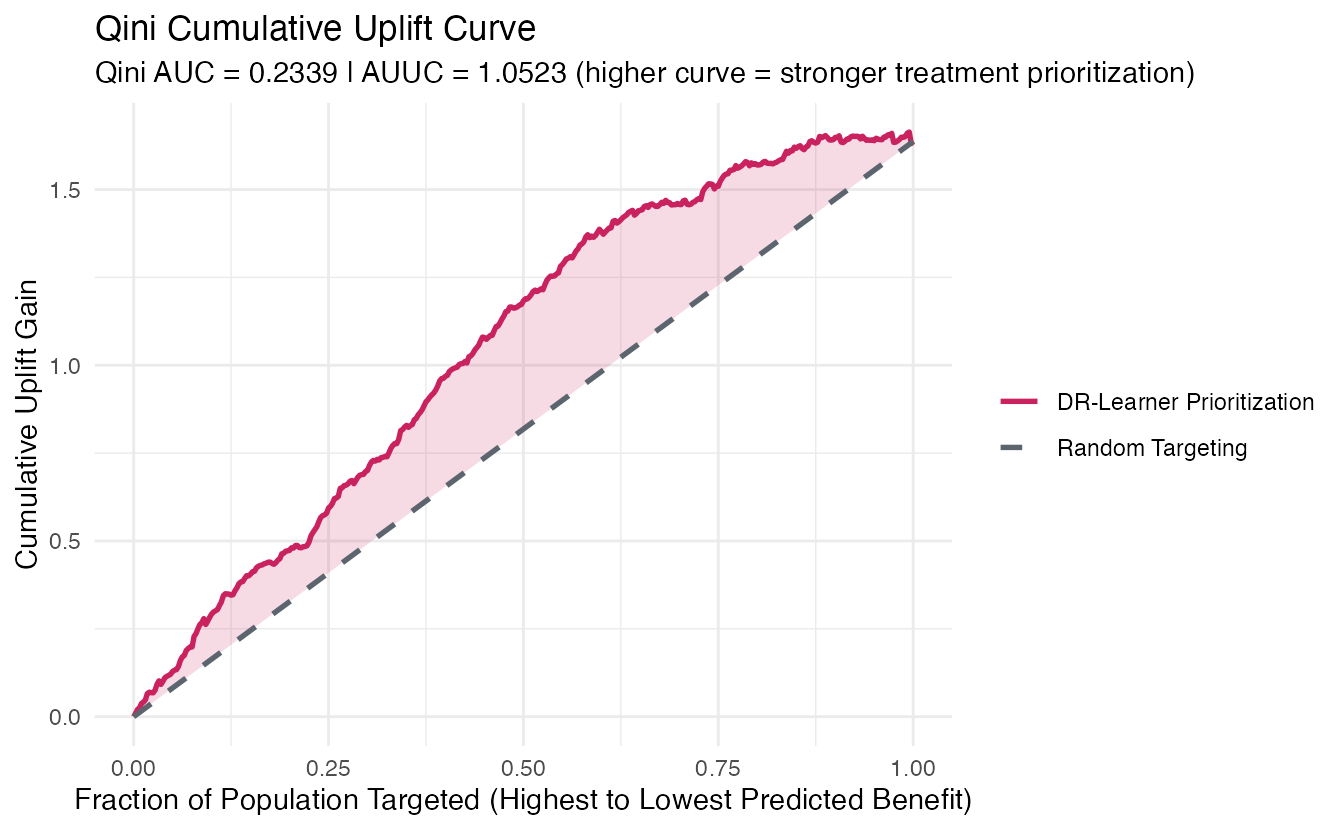 Qini Cumulative Uplift Curve
Qini AUC = 0.2339 | AUUC = 1.0523 (higher curve = stronger treatment prioritization)
Cumulative Uplift Gain
1.5
1.0
0.5
0.0
0.00 0.25 0.50 0.75 1.00
Fraction of Population Targeted (Highest to Lowest Predicted Benefit)
DR-Learner Prioritization
Random Targeting